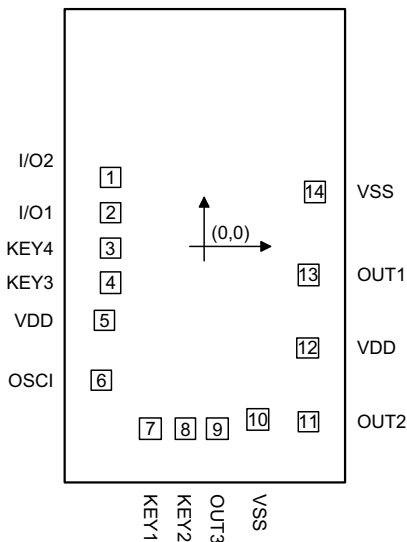 I/O2
1
14
VSS
I/O1
2
(0,0)
KEY4
3
KEY3
4
13
OUT1
VDD
5
12
VDD
OSCI
6
7
8
9
10
11
OUT2
KEY1
KEY2
OUT3
VSS